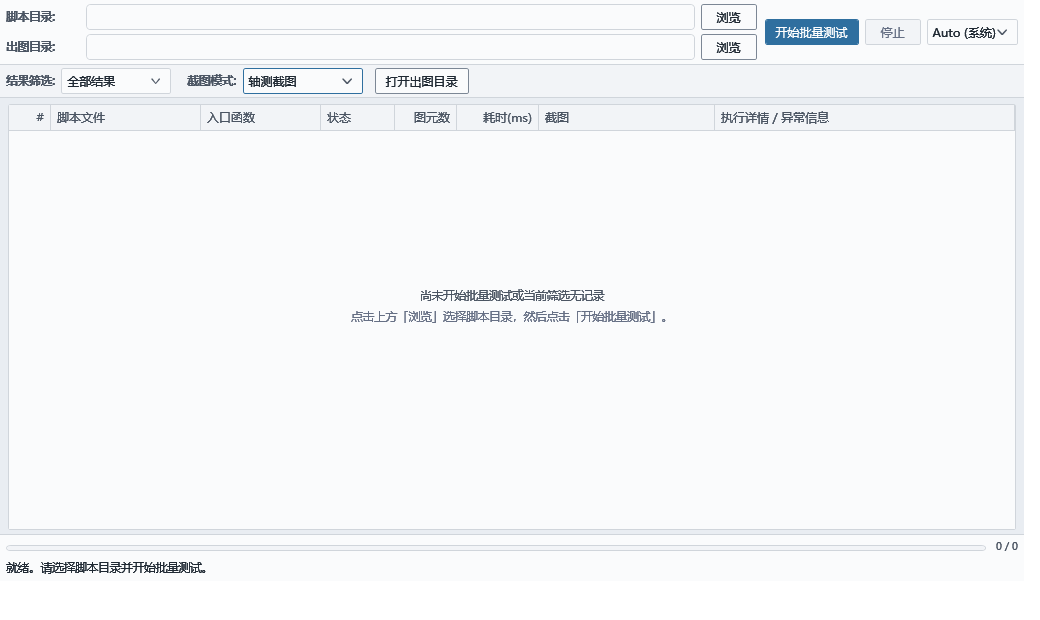 脚本目录: 浏览
出图目录: 浏览
开始批量测试 停止 Auto (系统)
结果筛选: 全部结果 截图模式: 轴测截图 打开出图目录
# 脚本文件 入口函数 状态 图元数 耗时(ms) 截图 执行详情 / 异常信息
尚未开始批量测试或当前筛选无记录
点击上方「浏览」选择脚本目录，然后点击「开始批量测试」。
0 / 0
就绪。请选择脚本目录并开始批量测试。